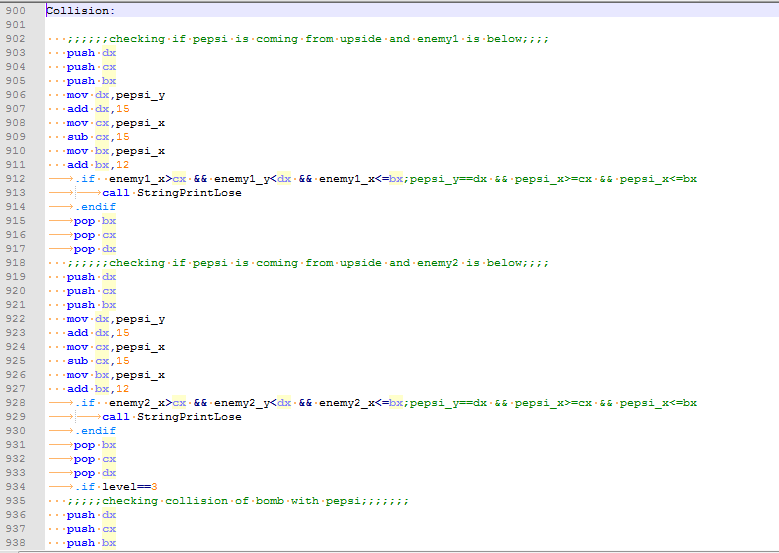 900 Collision:
901
902 ;;;;;;checking if pepsi is coming from upside and enemy1 is below;;;;
903 push dx
904 push cx
905 push bx
906 mov dx,pepsi_y
907 add dx,15
908 mov cx,pepsi_x
909 sub cx,15
910 mov bx,pepsi_x
911 add bx,12
912 .if enemy1_x>cx && enemy1_y<dx && enemy1_x<=bx;pepsi_y==dx && pepsi_x>=cx && pepsi_x<=bx
913 call StringPrintLose
914 .endif
915 pop bx
916 pop cx
917 pop dx
918 ;;;;;;checking if pepsi is coming from upside and enemy2 is below;;;;
919 push dx
920 push cx
921 push bx
922 mov dx,pepsi_y
923 add dx,15
924 mov cx,pepsi_x
925 sub cx,15
926 mov bx,pepsi_x
927 add bx,12
928 .if enemy2_x>cx && enemy2_y<dx && enemy2_x<=bx;pepsi_y==dx && pepsi_x>=cx && pepsi_x<=bx
929 call StringPrintLose
930 .endif
931 pop bx
932 pop cx
933 pop dx
934 .if level==3
935 ;;;;;checking collision of bomb with pepsi;;;;;;;
936 push dx
937 push cx
938 push bx